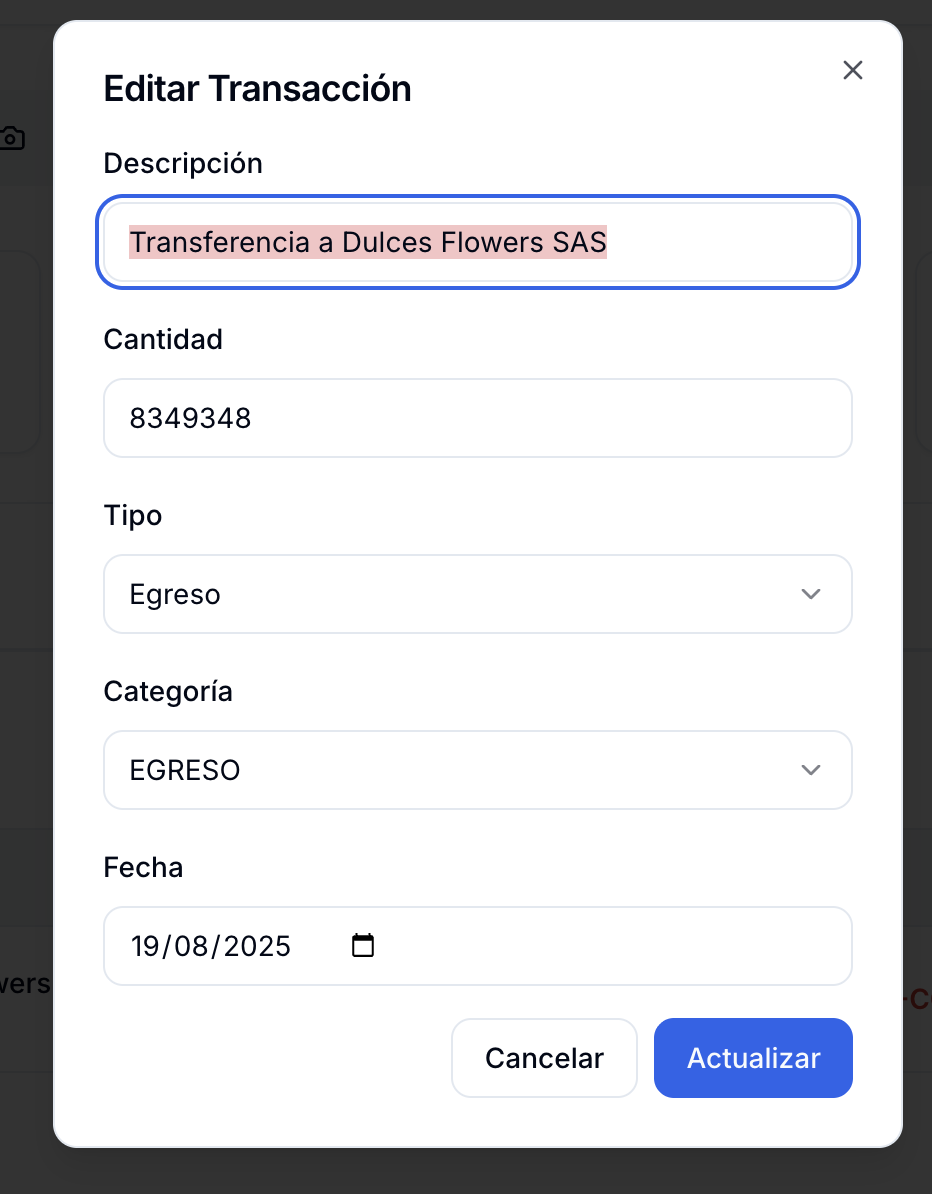 Editar Transacción
Descripción
Transferencia a Dulces Flowers SAS
Cantidad
8349348
Tipo
Egreso
Categoría
EGRESO
Fecha
19/08/2025
Cancelar
Actualizar